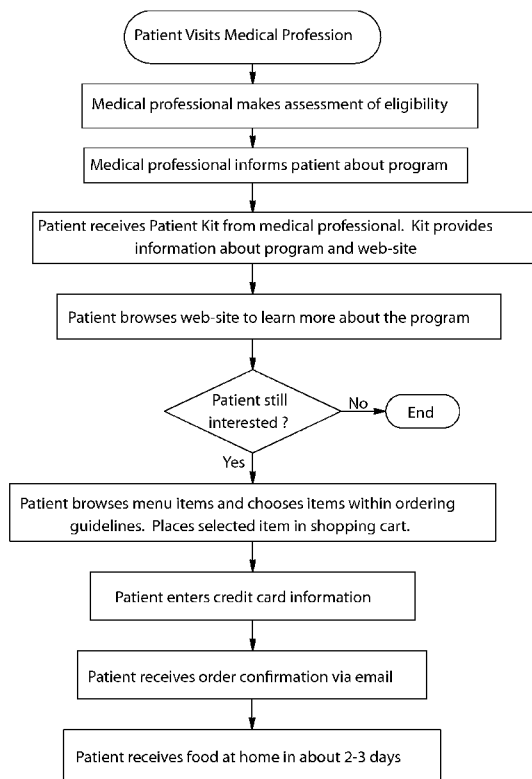 Patient Visits Medical Profession
Medical professional makes assessment of eligibility
Medical professional informs patient about program
Patient receives Patient Kit from medical professional. Kit provides
information about program and web-site
Patient browses web-site to learn more about the program
Patient still
interested ?
No
End
Yes
Patient browses menu items and chooses items within ordering
guidelines. Places selected item in shopping cart.
Patient enters credit card information
Patient receives order confirmation via email
Patient receives food at home in about 2-3 days